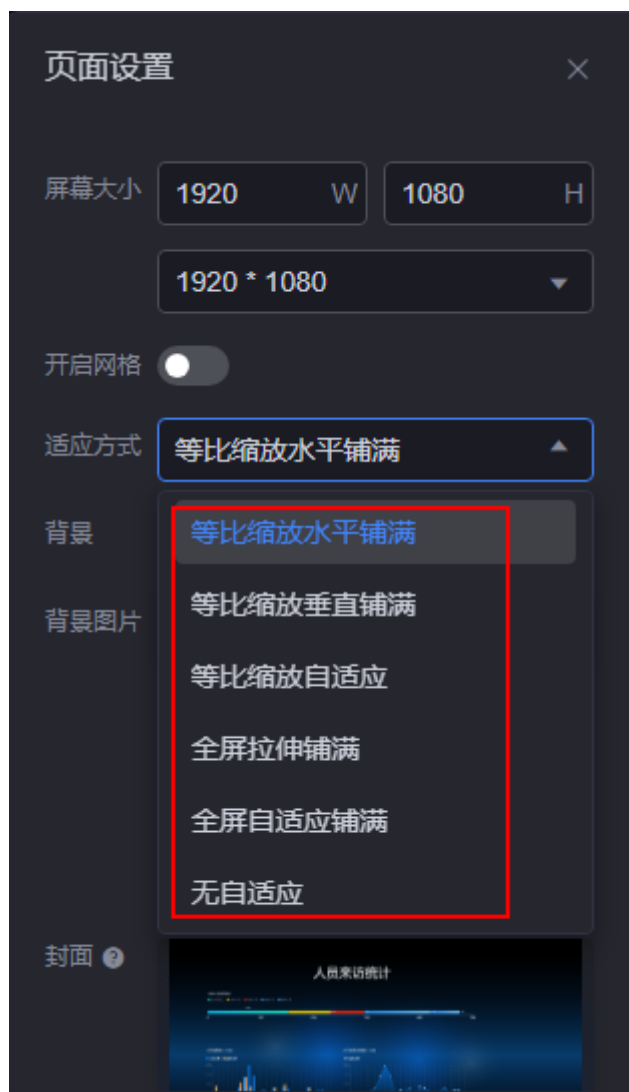 页面设置
屏幕大小 1920 W 1080 H
1920 * 1080
开启网格
适应方式 等比缩放水平铺满
背景 等比缩放水平铺满
等比缩放垂直铺满
背景图片
等比缩放自适应
全屏拉伸铺满
全屏自适应铺满
无自适应
封面 ?
人员来访统计